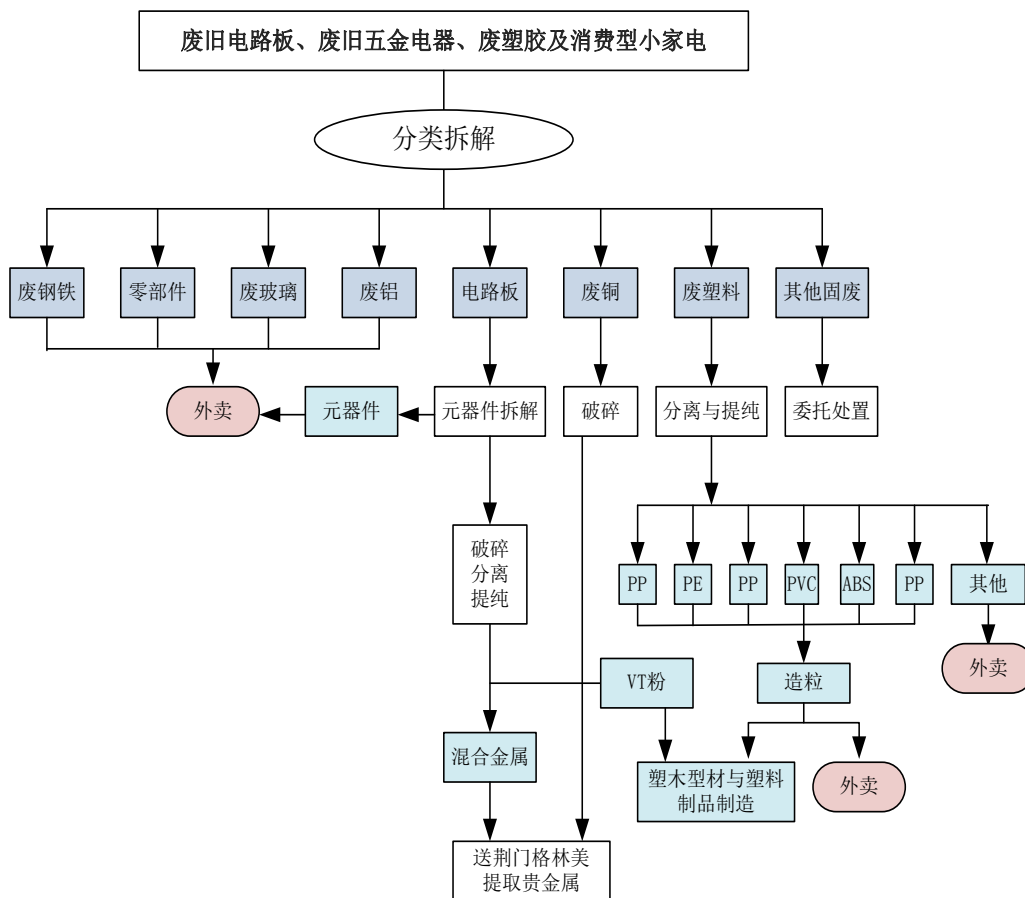 废旧电路板、废旧五金电器、废塑胶及消费型小家电
分类拆解
废钢铁
零部件
废玻璃
废铝
电路板
废铜
废塑料
其他固废
外卖
元器件
元器件拆解
破碎
分离与提纯
委托处置
破碎
分离
提纯
PP
PE
PP
PVC
ABS
PP
其他
VT粉
造粒
外卖
混合金属
塑木型材与塑料
制品制造
外卖
送荆门格林美
提取贵金属